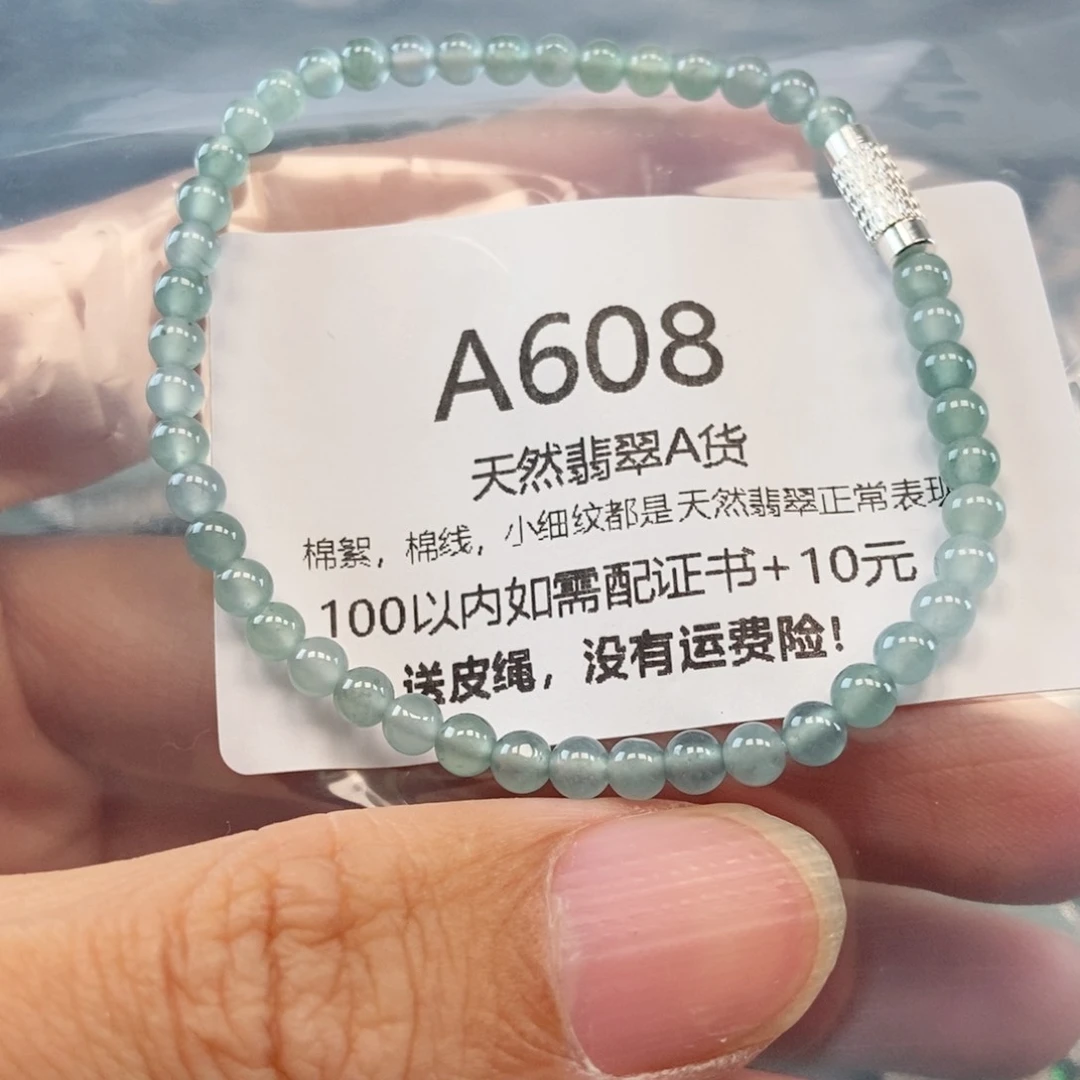 A608
天然翡翠A货
棉絮，棉线，小细纹都是天然翡翠正常表现
100以内如需配证书+10元
送皮绳，没有运费险！